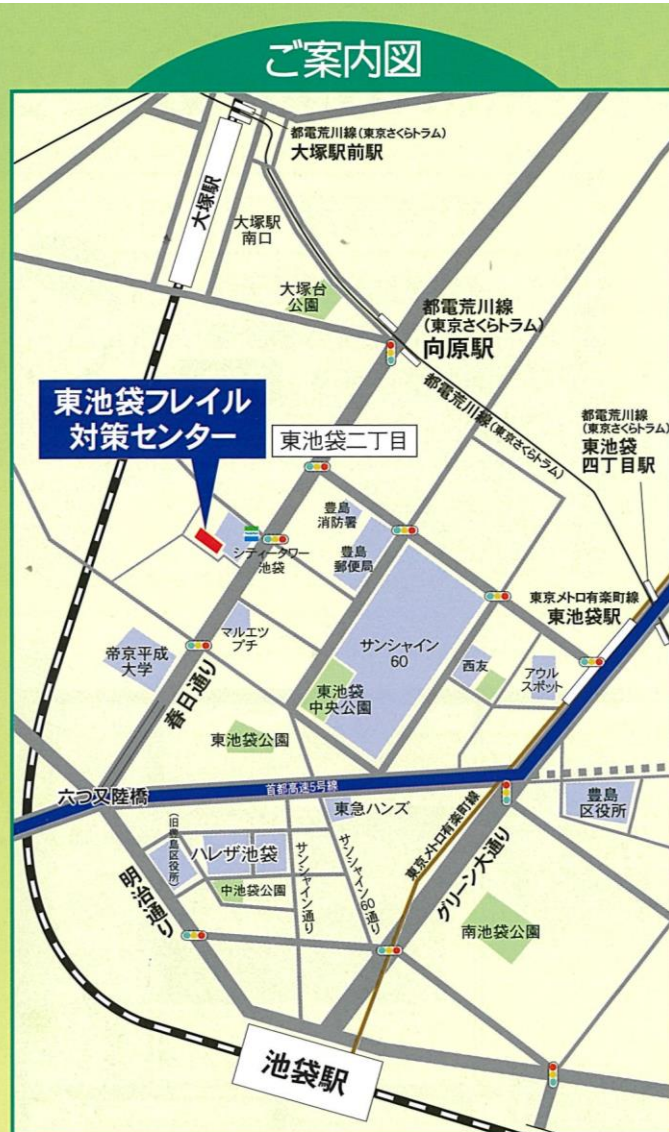 ご案内図
都電荒川線(東京さくらトラム)
大塚駅前駅
大塚駅
大塚駅
南口
大塚台
公園
都電荒川線
(東京さくらトラム)
向原駅
都電荒川線(東京さくらトラム)
都電荒川線
(東京さくらトラム)
東池袋
四丁目駅
東池袋フレイル
対策センター
東池袋二丁目
豊島
消防署
豊島
郵便局
シティータワー
池袋
東京メトロ有楽町線
東池袋駅
マルエツ
プチ
帝京平成
大学
サンシャイン
60
西友
アウル
スポット
東池袋
中央公園
春日通り
東池袋公園
六つ又陸橋
首都高速5号線
東急ハンズ
豊島
区役所
(旧豊島区役所)
ハレザ池袋
中池袋公園
サンシャイン通り
サンシャイン60通り
東京メトロ有楽町線
グリーン大通り
明治通り
南池袋公園
池袋駅